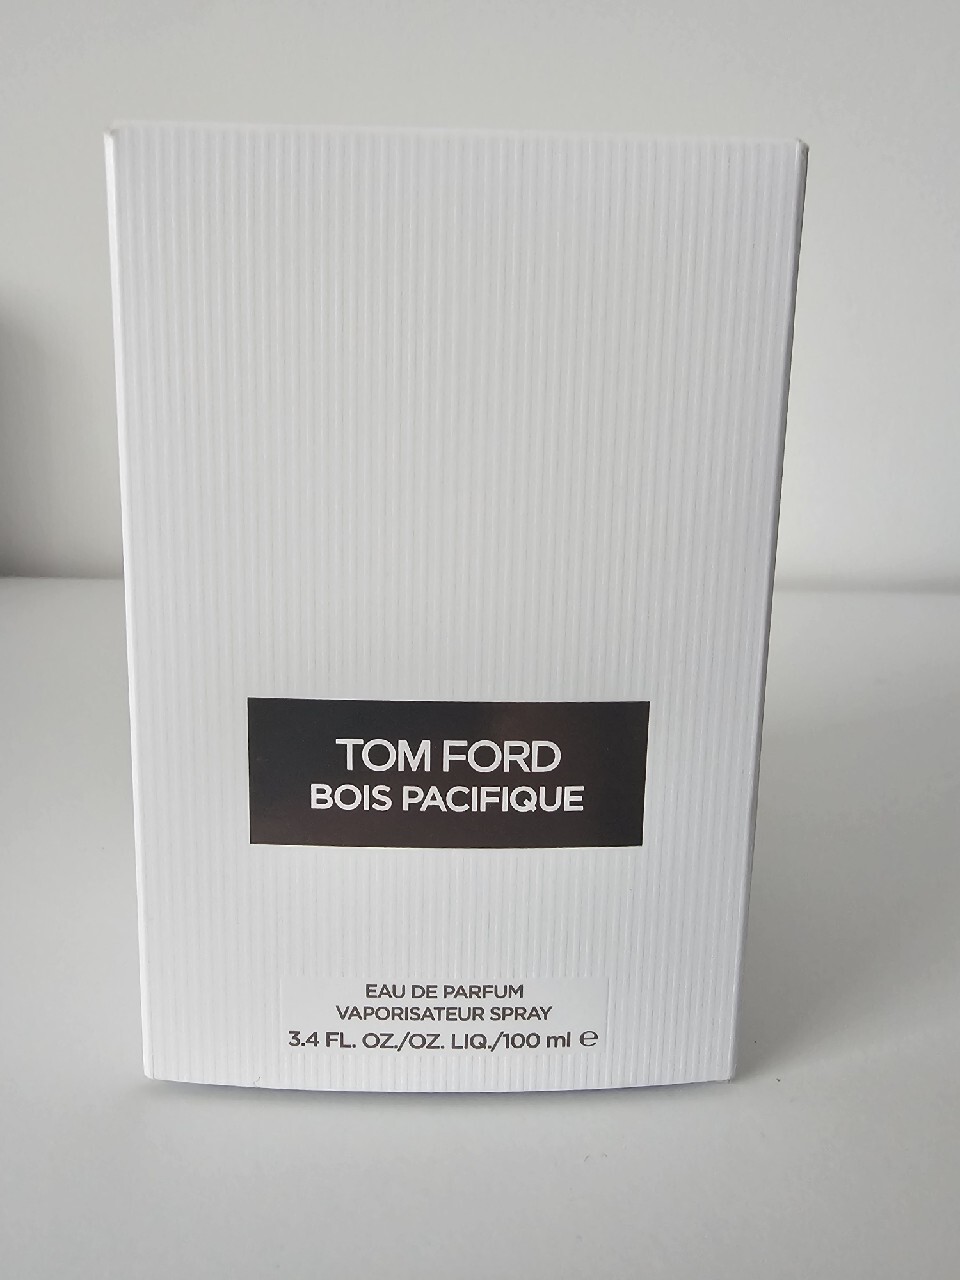 TOM FORD
BOIS PACIFIQUE
EAU DE PARFUM
VAPORISATEUR SPRAY
3.4 FL. OZ./OZ. LIQ./100 ml ℮